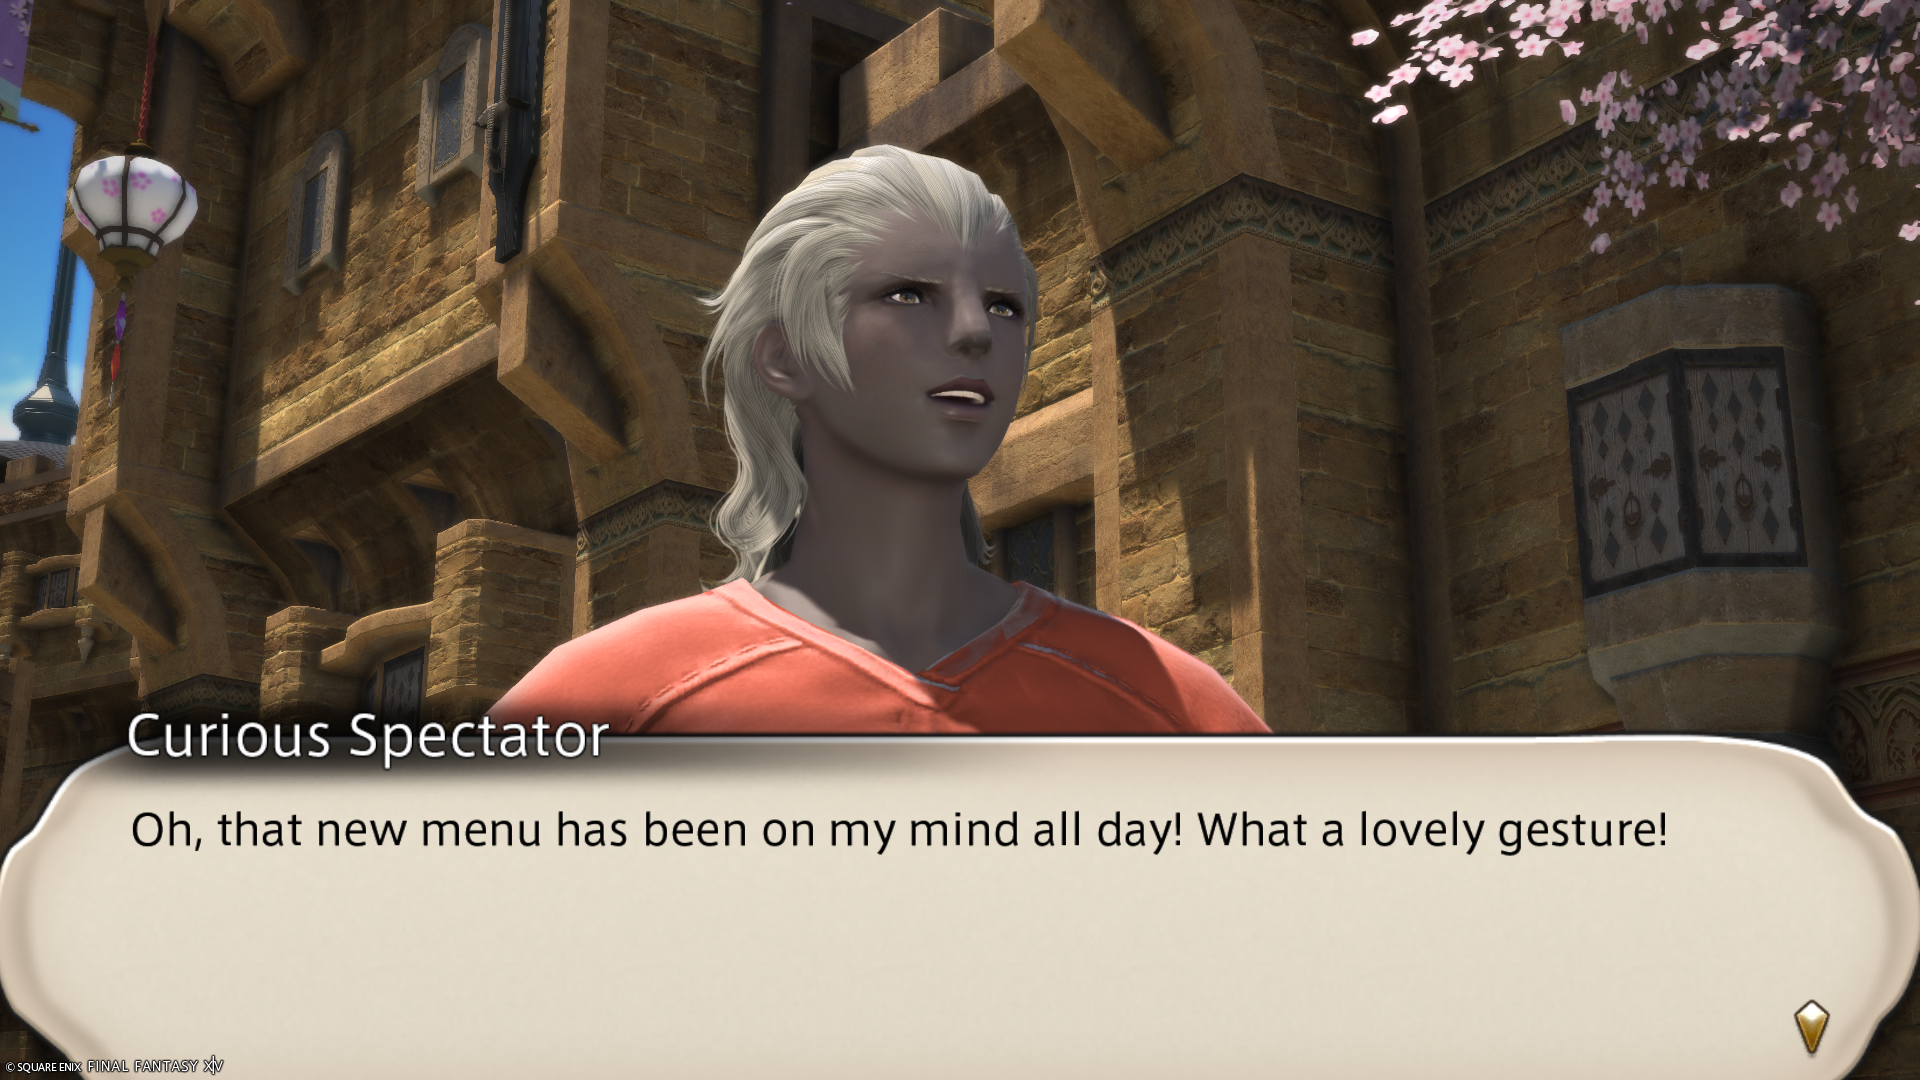 Curious Spectator
Oh, that new menu has been on my mind all day! What a lovely gesture!
© SQUARE ENIX FINAL FANTASY XIV